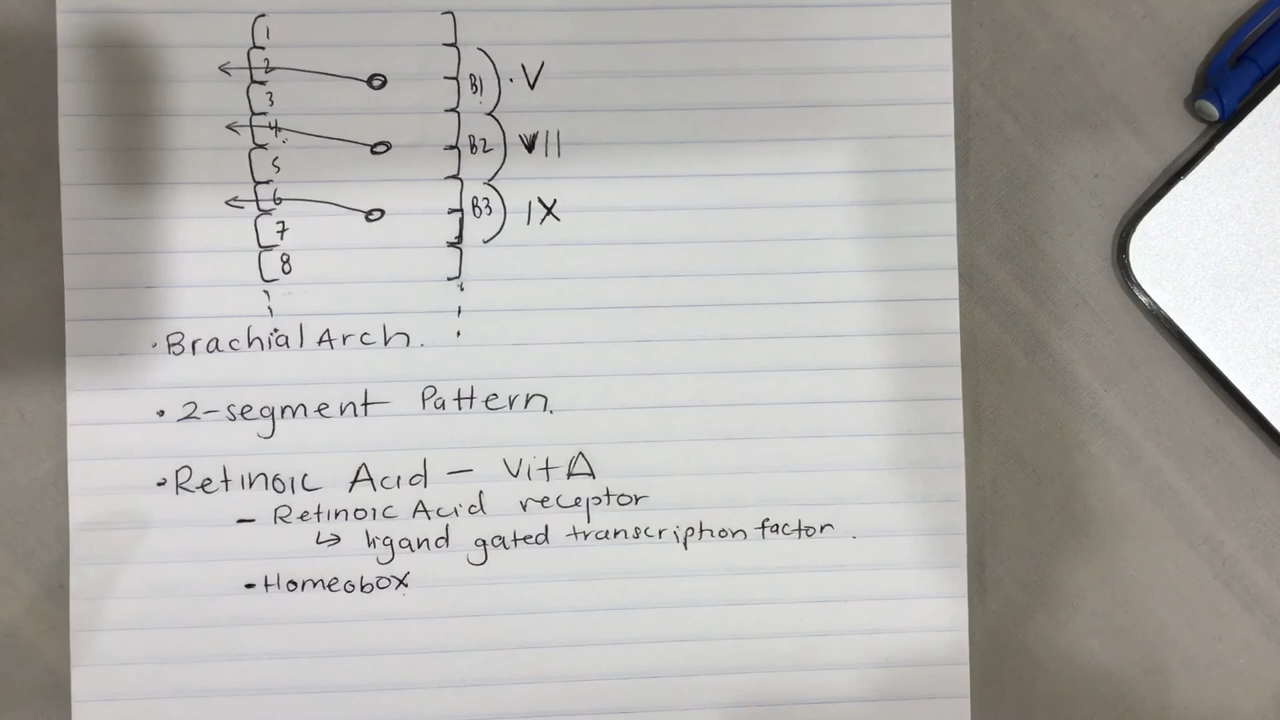 1
2
3
4
5
6
7
8
B1 · V
B2 VII
B3 IX
· Brachial Arch.
· 2-segment Pattern.
· Retinoic Acid - Vit A
- Retinoic Acid receptor
↳ ligand gated transcription factor.
- Homeobox